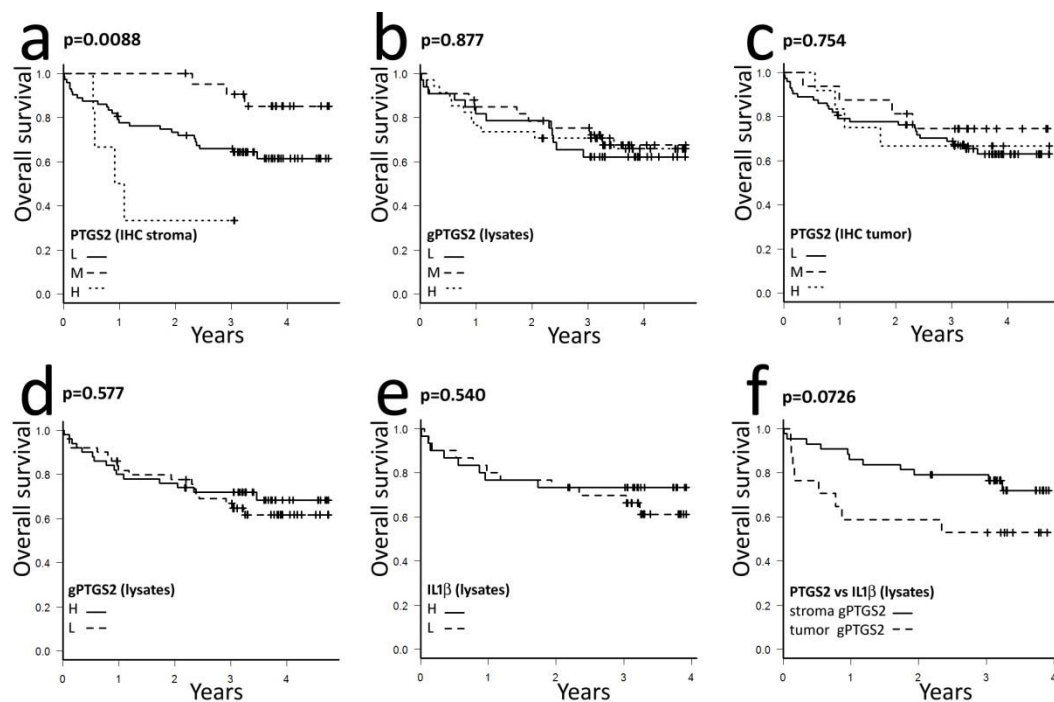 a p=0.0088
Overall survival
1.0
0.8
0.6
0.4
0.2
0.0
PTGS2 (IHC stroma)
L
M
H
0 1 2 3 4
Years
b p=0.877
Overall survival
1.0
0.8
0.6
0.4
0.2
0.0
gPTGS2 (lysates)
L
M
H
0 1 2 3 4
Years
c p=0.754
Overall survival
1.0
0.8
0.6
0.4
0.2
0.0
PTGS2 (IHC tumor)
L
M
H
0 1 2 3 4
Years
d p=0.577
Overall survival
1.0
0.8
0.6
0.4
0.2
0.0
gPTGS2 (lysates)
H
L
0 1 2 3 4
Years
e p=0.540
Overall survival
1.0
0.8
0.6
0.4
0.2
0.0
IL1β (lysates)
H
L
0 1 2 3 4
Years
f p=0.0726
Overall survival
1.0
0.8
0.6
0.4
0.2
0.0
PTGS2 vs IL1β (lysates)
stroma gPTGS2
tumor gPTGS2
0 1 2 3 4
Years